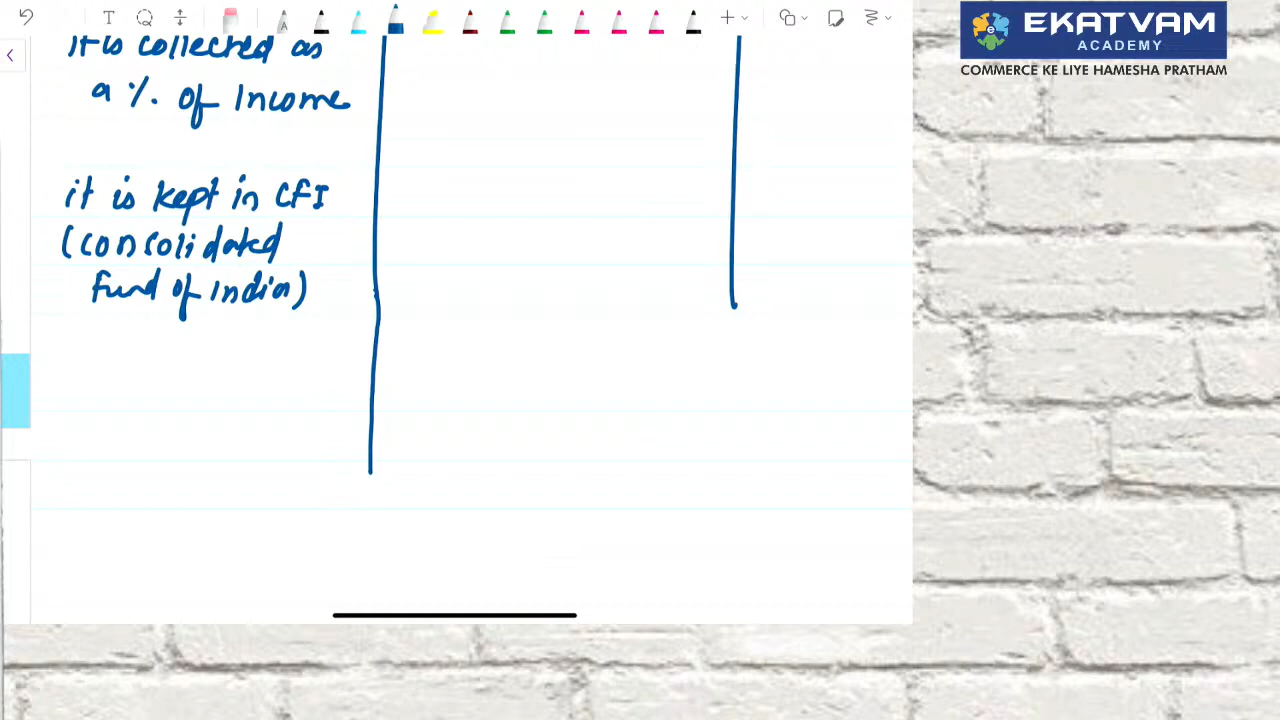 EKATVAM
ACADEMY
COMMERCE KE LIYE HAMESHA PRATHAM
it is collected as
a %. of Income
it is kept in CFI
(consolidated
fund of india)